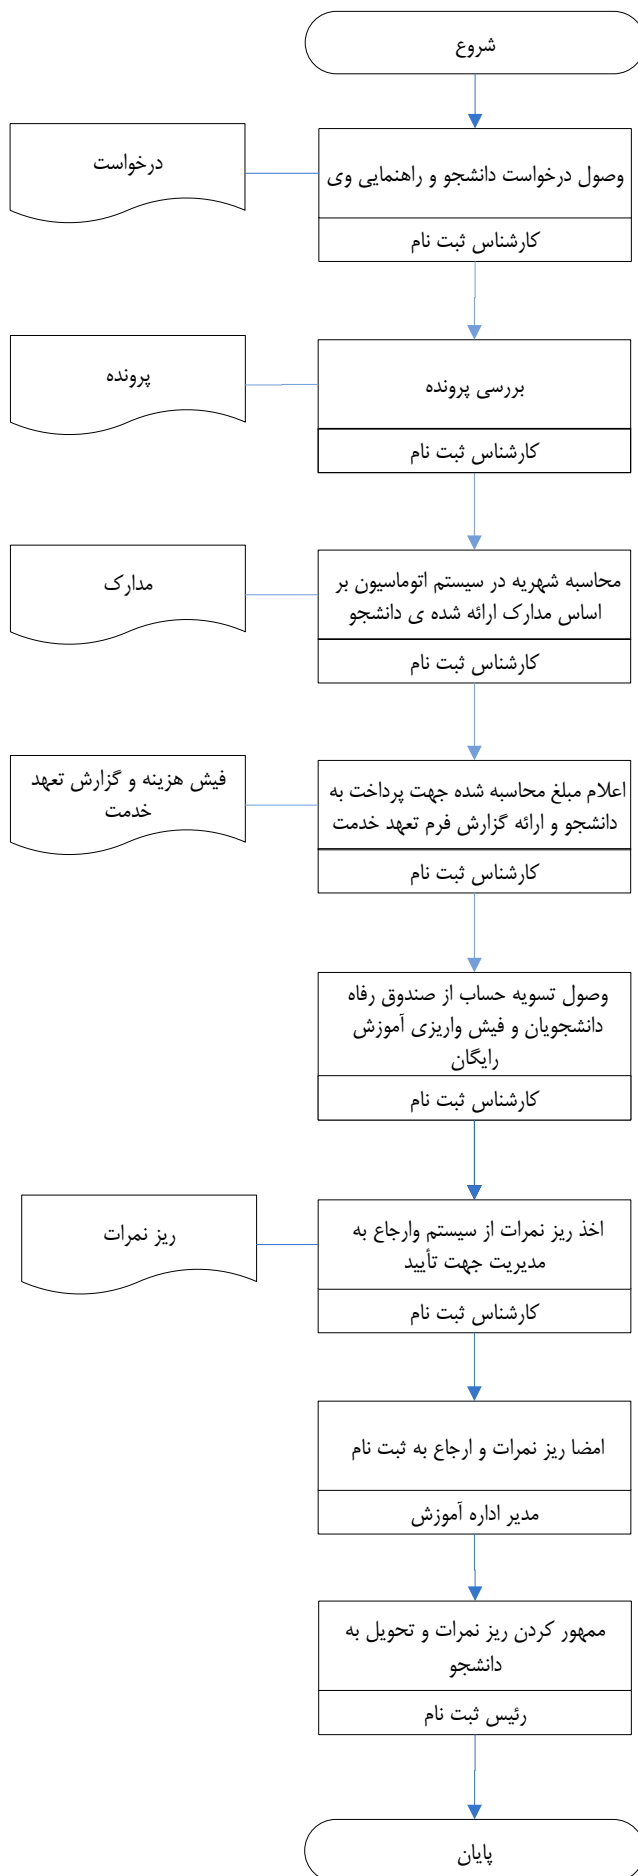 شروع
وصول درخواست دانشجو و راهنمایی وی
کارشناس ثبت نام
درخواست
بررسی پرونده
کارشناس ثبت نام
پرونده
محاسبه شهریه در سیستم اتوماسیون بر
اساس مدارک ارائه شده ی دانشجو
کارشناس ثبت نام
مدارک
اعلام مبلغ محاسبه شده جهت پرداخت به
دانشجو و ارائه گزارش فرم تعهد خدمت
کارشناس ثبت نام
فیش هزینه و گزارش تعهد
خدمت
وصول تسویه حساب از صندوق رفاه
دانشجویان و فیش واریزی آموزش
رایگان
کارشناس ثبت نام
اخذ ریز نمرات از سیستم وارجاع به
مدیریت جهت تأیید
کارشناس ثبت نام
ریز نمرات
امضا ریز نمرات و ارجاع به ثبت نام
مدیر اداره آموزش
ممهور کردن ریز نمرات و تحویل به
دانشجو
رئیس ثبت نام
پایان